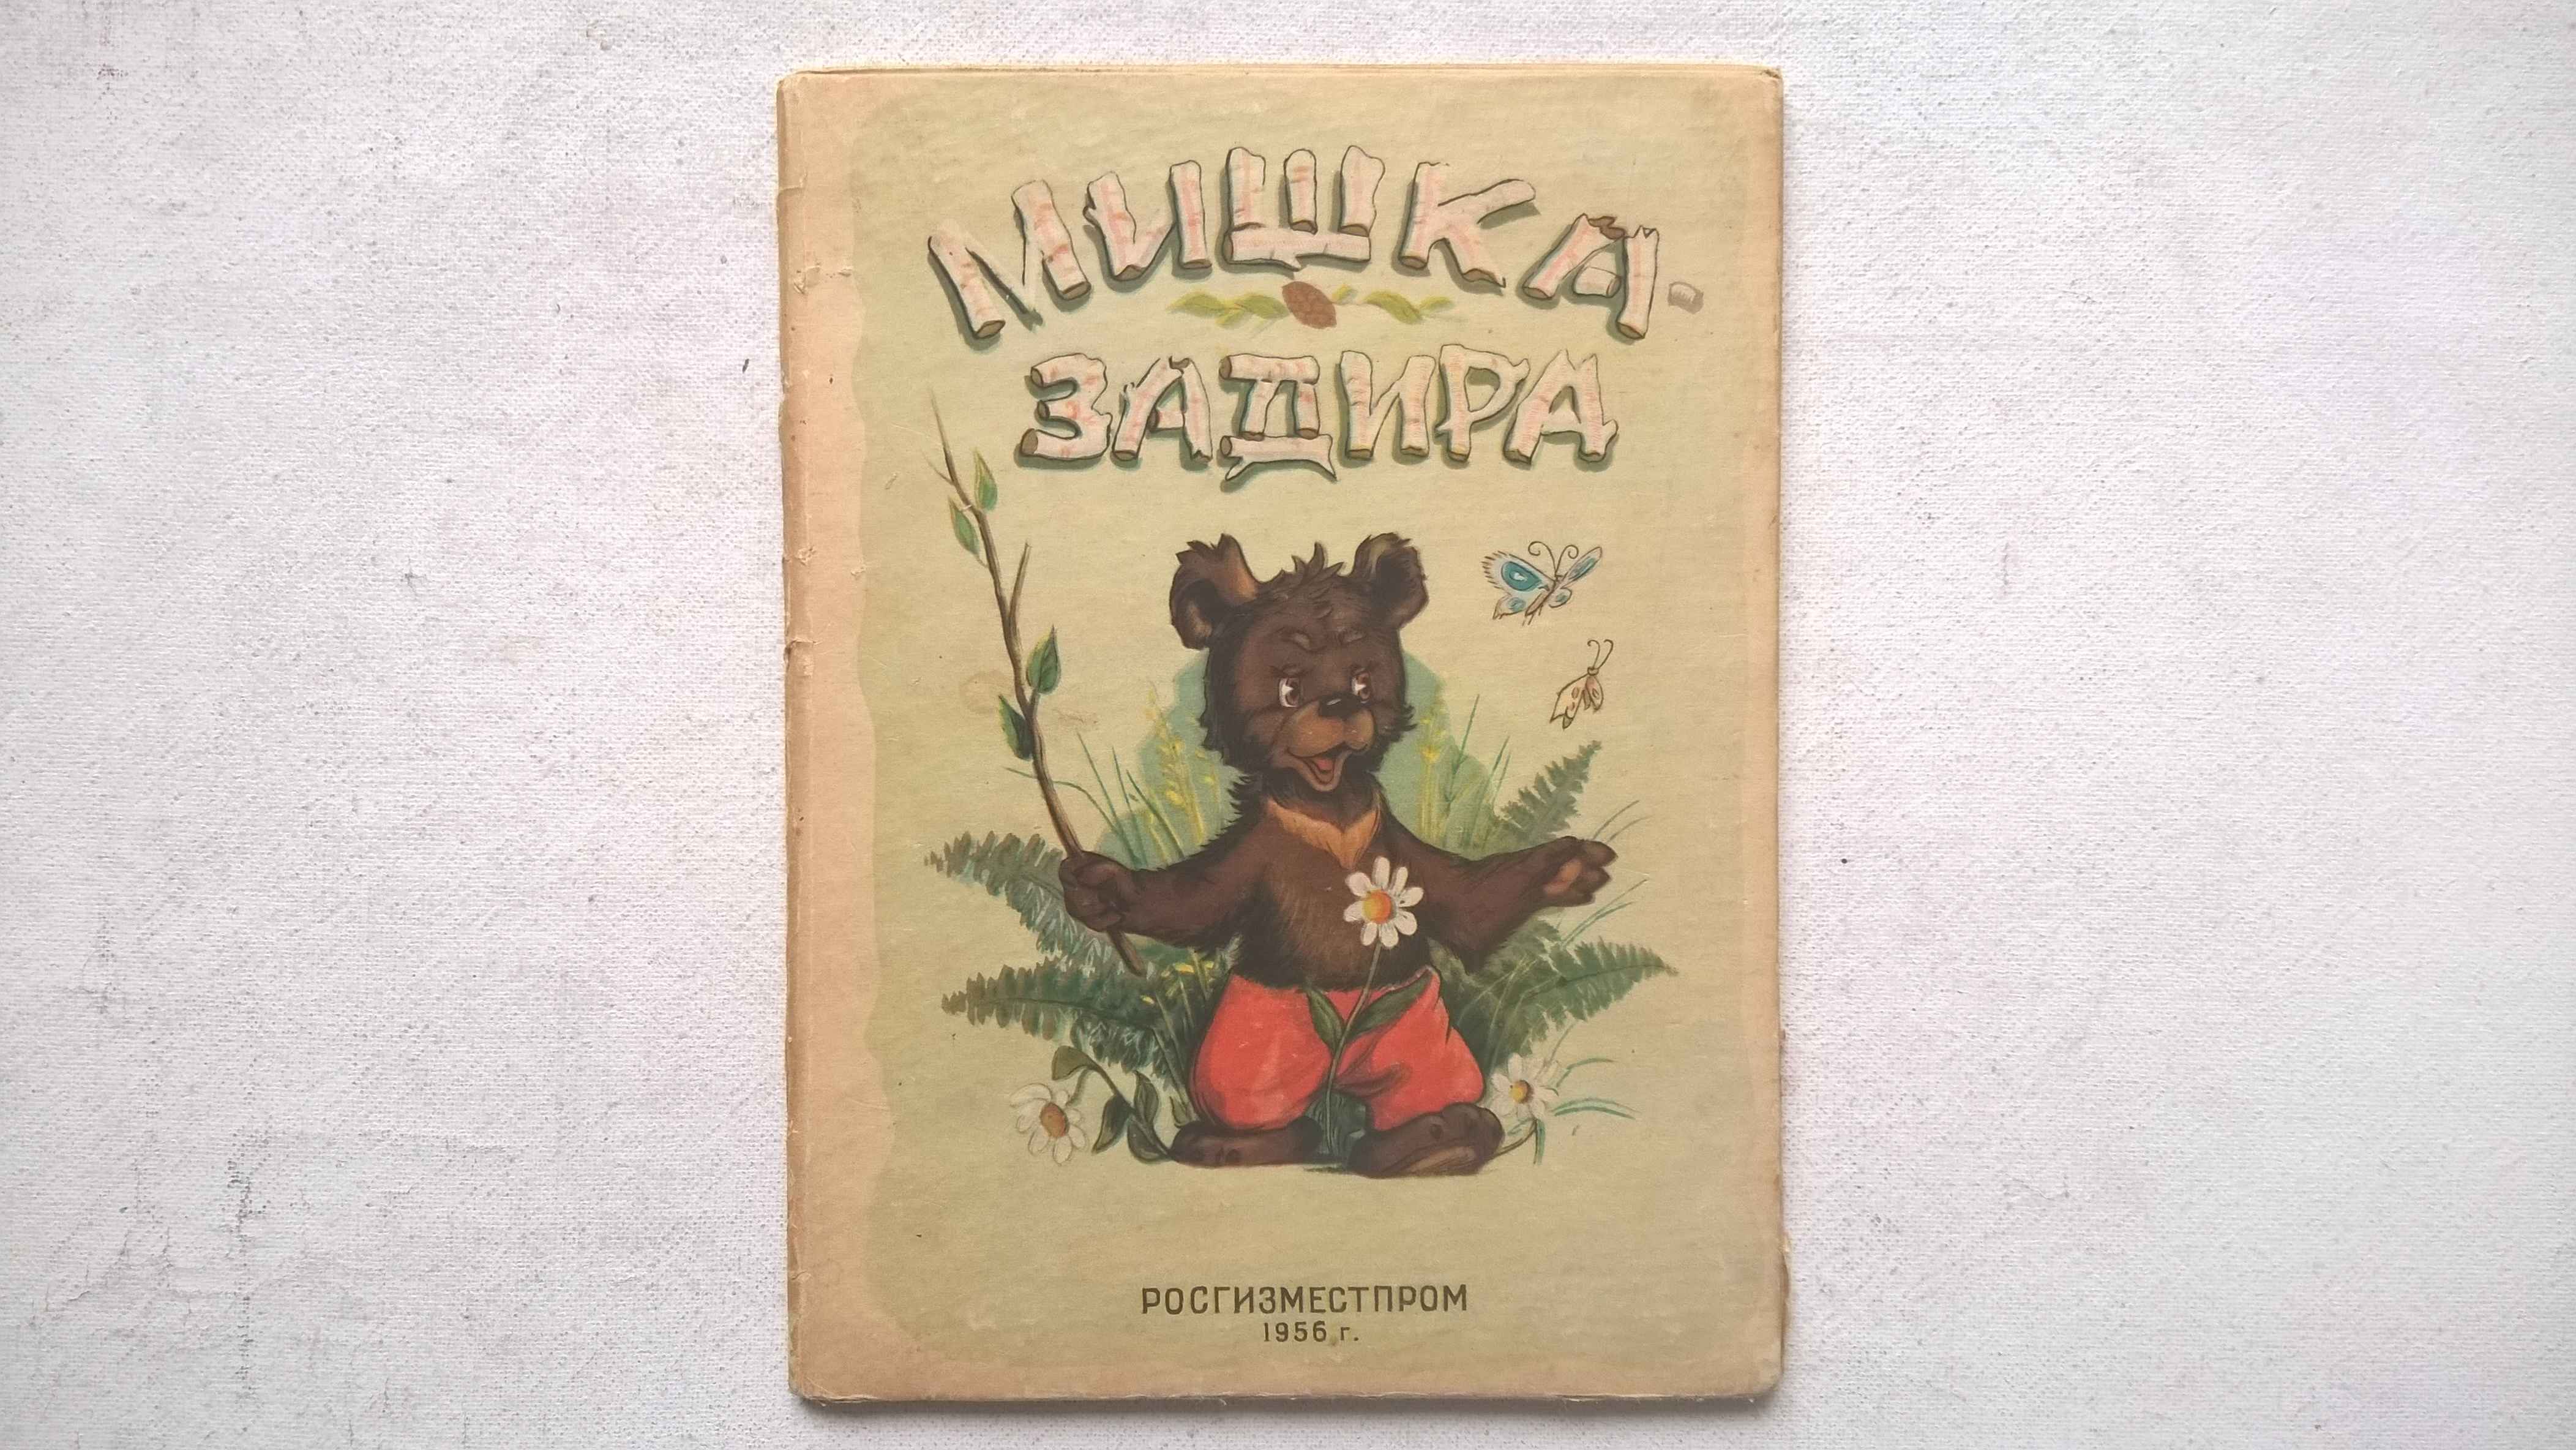 МИШКА-
ЗАДИРА
РОСГИЗМЕСТПРОМ
1956 г.